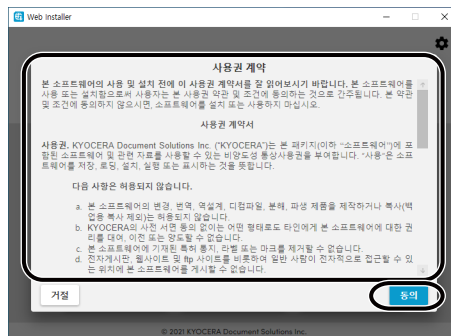 Web Installer
사용권 계약
본 소프트웨어의 사용 및 설치 전에 이 사용권 계약서를 잘 읽어보시기 바랍니다. 본 소프트웨어를
사용 또는 설치함으로써 사용자는 본 사용권 약관 및 조건에 동의하는 것으로 간주됩니다. 본 약관
및 조건에 동의하지 않으시면, 소프트웨어를 설치 또는 사용하지 마십시오.
사용권 계약서
사용권. KYOCERA Document Solutions Inc. ("KYOCERA")는 본 패키지(이하 "소프트웨어")에 포
함된 소프트웨어 및 관련 자료를 사용할 수 있는 비양도성 통상사용권을 부여합니다. "사용"은 소프
트웨어를 저장, 로딩, 설치, 실행 또는 표시하는 것을 뜻합니다.
다음 사항은 허용되지 않습니다.
a. 본 소프트웨어의 변경, 번역, 역설계, 디컴파일, 분해, 파생 제품을 제작하거나 복사(백
업용 복사 제외)는 허용되지 않습니다.
b. KYOCERA의 사전 서면 동의 없이는 어떤 형태로도 타인에게 본 소프트웨어에 대한 권
리를 대여, 이전 또는 양도할 수 없습니다.
c. 본 소프트웨어에 기재된 특허 통지, 라벨 또는 마크를 제거할 수 없습니다.
d. 전자게시판, 웹사이트 및 ftp 사이트를 비롯하여 일반 사람이 전자적으로 접근할 수 있
는 위치에 본 소프트웨어를 게시할 수 없습니다.
거절
동의
© 2021 KYOCERA Document Solutions Inc.